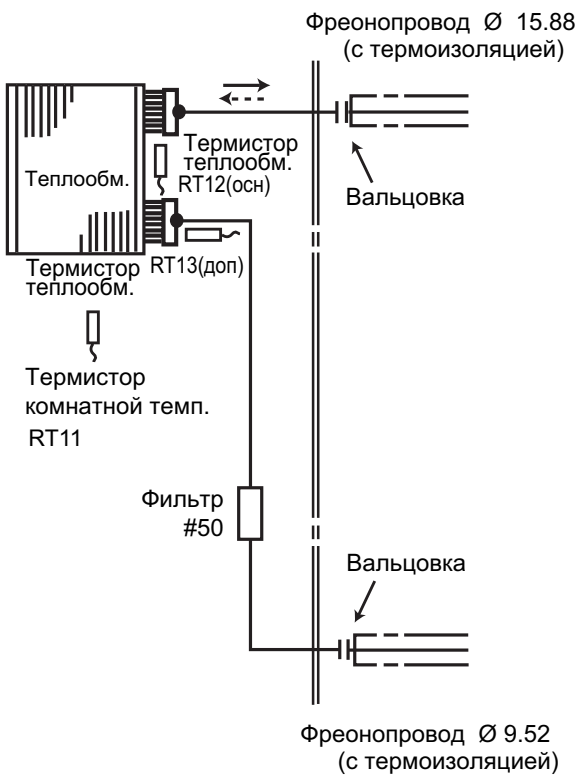 Фреонопровод Ø 15.88
(с термоизоляцией)
Термистор
теплообм.
RT12(осн)
Теплообм.
Вальцовка
Термистор
теплообм.
RT13(доп)
Термистор
комнатной темп.
RT11
Фильтр
#50
Вальцовка
Фреонопровод Ø 9.52
(с термоизоляцией)